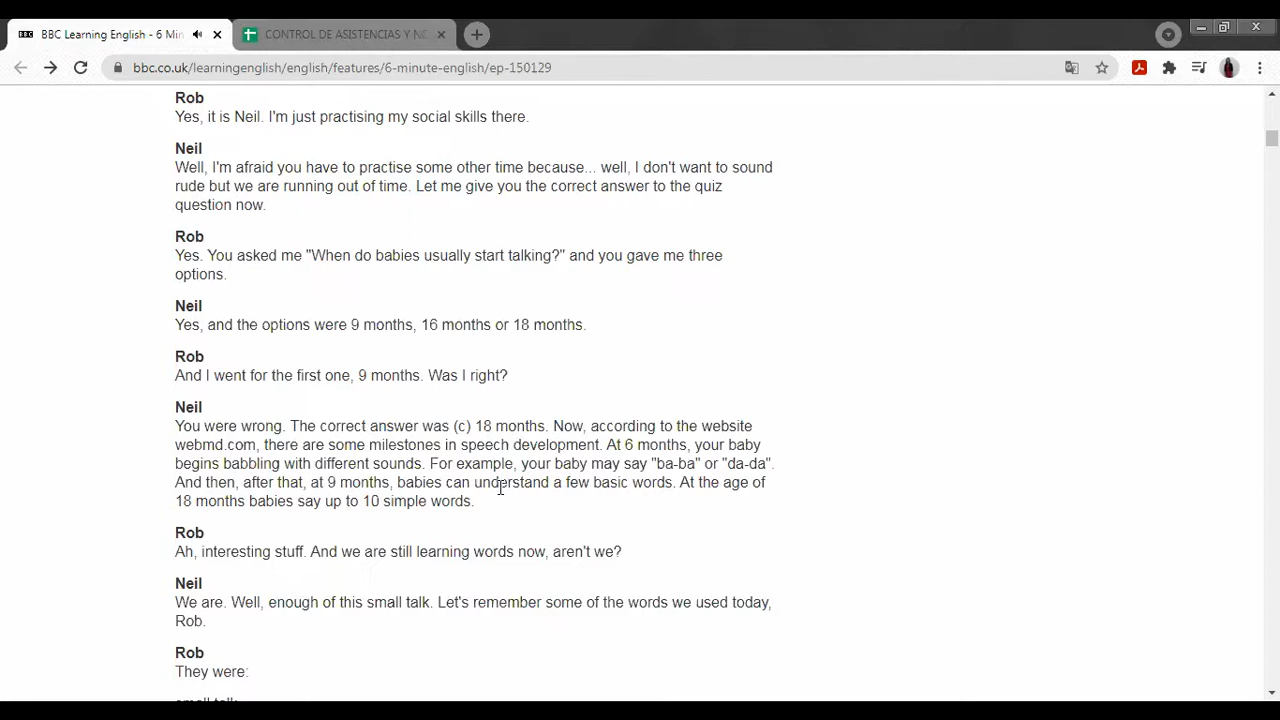 BBC Learning English - 6 Min
CONTROL DE ASISTENCIAS Y NO
bbc.co.uk/learningenglish/english/features/6-minute-english/ep-150129
Rob
Yes, it is Neil. I'm just practising my social skills there.
Neil
Well, I'm afraid you have to practise some other time because... well, I don't want to sound
rude but we are running out of time. Let me give you the correct answer to the quiz
question now.
Rob
Yes. You asked me "When do babies usually start talking?" and you gave me three
options.
Neil
Yes, and the options were 9 months, 16 months or 18 months.
Rob
And I went for the first one, 9 months. Was I right?
Neil
You were wrong. The correct answer was (c) 18 months. Now, according to the website
webmd.com, there are some milestones in speech development. At 6 months, your baby
begins babbling with different sounds. For example, your baby may say "ba-ba" or "da-da".
And then, after that, at 9 months, babies can understand a few basic words. At the age of
18 months babies say up to 10 simple words.
Rob
Ah, interesting stuff. And we are still learning words now, aren't we?
Neil
We are. Well, enough of this small talk. Let's remember some of the words we used today,
Rob.
Rob
They were:
small talk